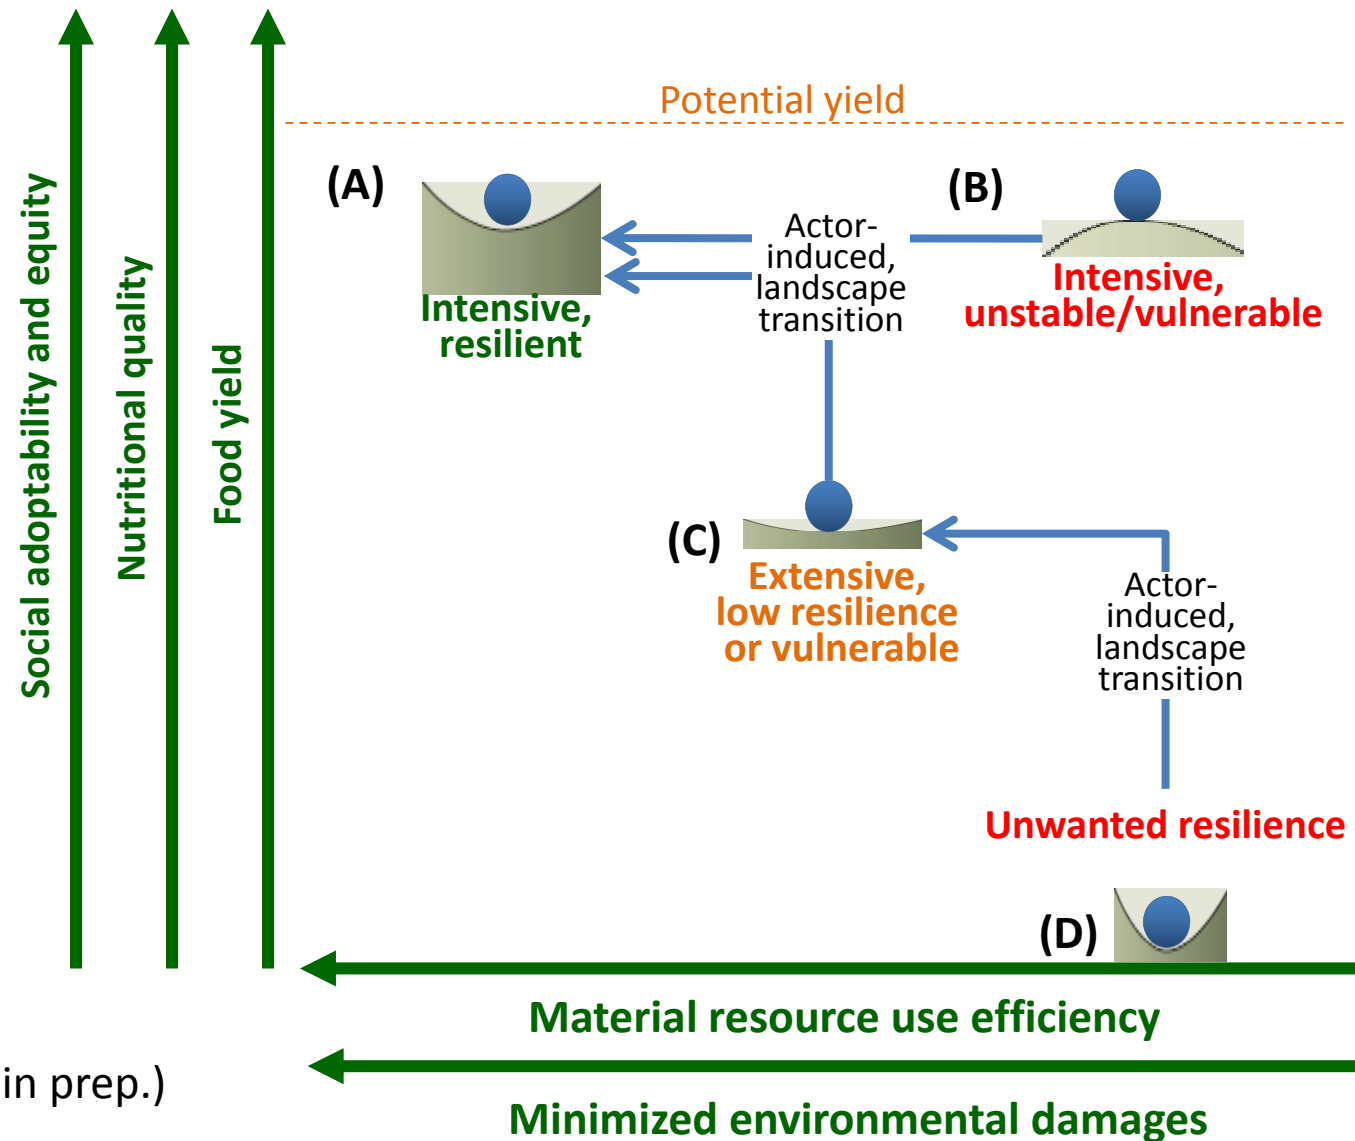 Social adoptability and equity
Nutritional quality
Food yield
Potential yield
(A)
Intensive,
resilient
Actor-
induced,
landscape
transition
(B)
Intensive,
unstable/vulnerable
(C)
Extensive,
low resilience
or vulnerable
Actor-
induced,
landscape
transition
Unwanted resilience
(D)
Material resource use efficiency
in prep.)
Minimized environmental damages